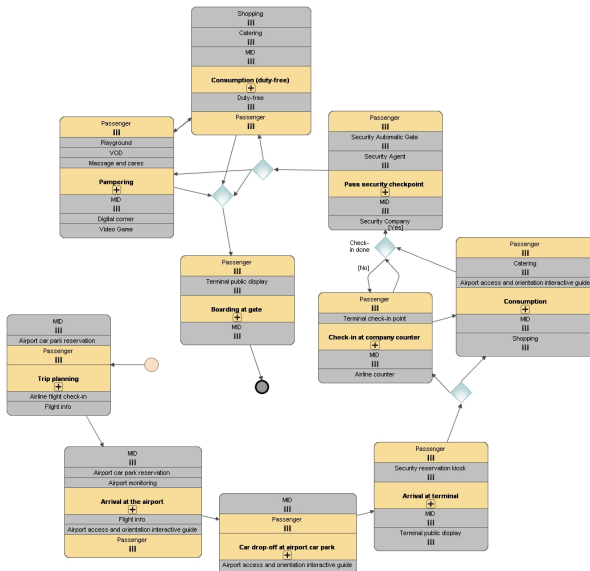 Shopping
Catering
MID
Consumption (duty-free)
Duty-free
Passenger
Passenger
Playground
VOD
Massage and cares
Pampering
MID
Digital corner
Video Game
Passenger
Security Automatic Gate
Security Agent
Pass security checkpoint
MID
Security Company
[Yes]
Check-
in done
[No]
Passenger
Catering
Airport access and orientation interactive guide
Consumption
MID
Shopping
Passenger
Terminal public display
Boarding at gate
MID
Passenger
Terminal check-in point
Check-in at company counter
MID
Airline counter
MID
Airport car park reservation
Passenger
Trip planning
Airline flight check-in
Flight info
MID
Airport car park reservation
Airport monitoring
Arrival at the airport
Flight info
Airport access and orientation interactive guide
Passenger
MID
Passenger
Car drop-off at airport car park
Airport access and orientation interactive guide
Passenger
Security reservation kiosk
Arrival at terminal
MID
Terminal public display